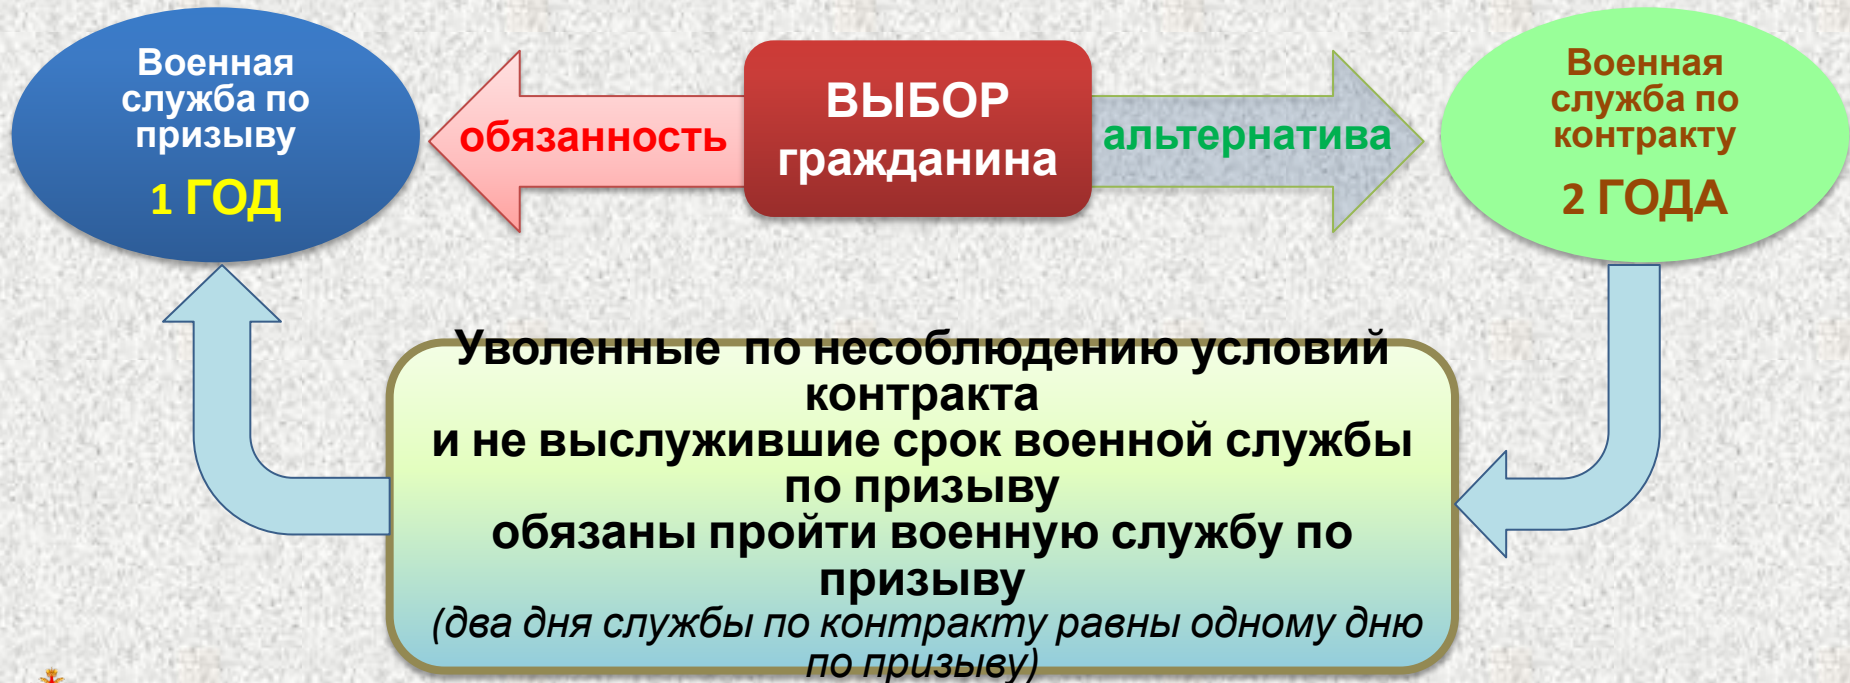 Военная
служба по
призыву
1 ГОД
обязанность
ВЫБОР
гражданина
альтернатива
Военная
служба по
контракту
2 ГОДА
Уволенные по несоблюдению условий
контракта
и не выслужившие срок военной службы
по призыву
обязаны пройти военную службу по
призыву
(два дня службы по контракту равны одному дню
по призыву)